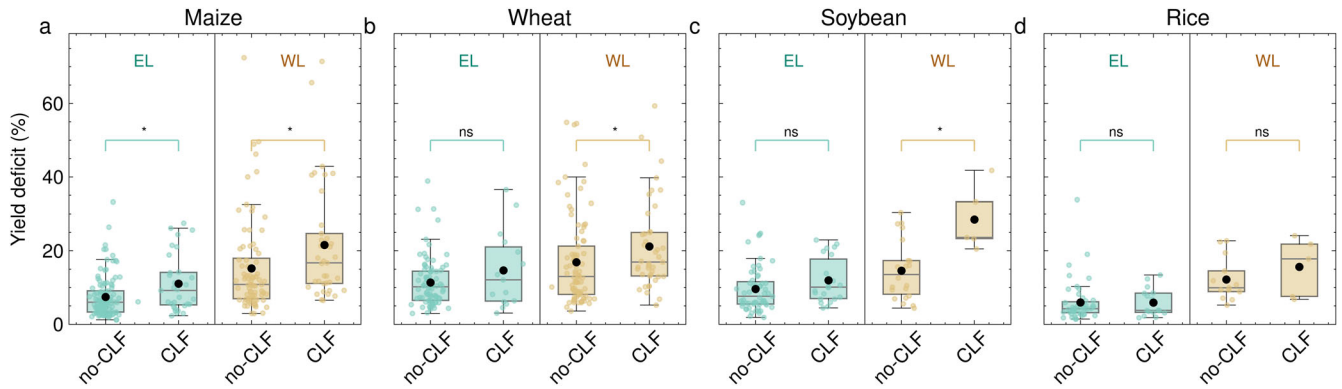 a
Maize
b
Wheat
c
Soybean
d
Rice
Yield deficit (%)
60
40
20
0
EL
WL
EL
WL
EL
WL
EL
WL
*
*
ns
*
ns
*
ns
ns
no-CLF
CLF
no-CLF
CLF
no-CLF
CLF
no-CLF
CLF
no-CLF
CLF
no-CLF
CLF
no-CLF
CLF
no-CLF
CLF